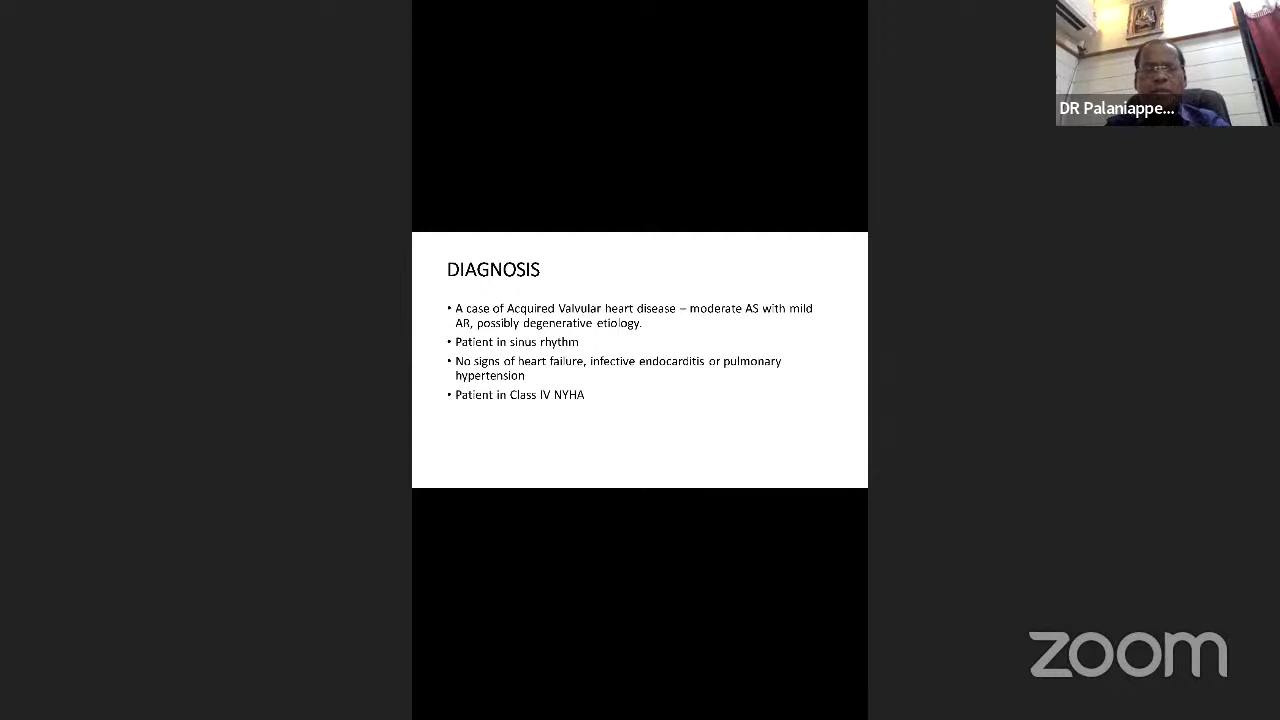 DR Palaniappe...
DIAGNOSIS
• A case of Acquired Valvular heart disease – moderate AS with mild
AR, possibly degenerative etiology.
• Patient in sinus rhythm
• No signs of heart failure, infective endocarditis or pulmonary
hypertension
• Patient in Class IV NYHA
zoom